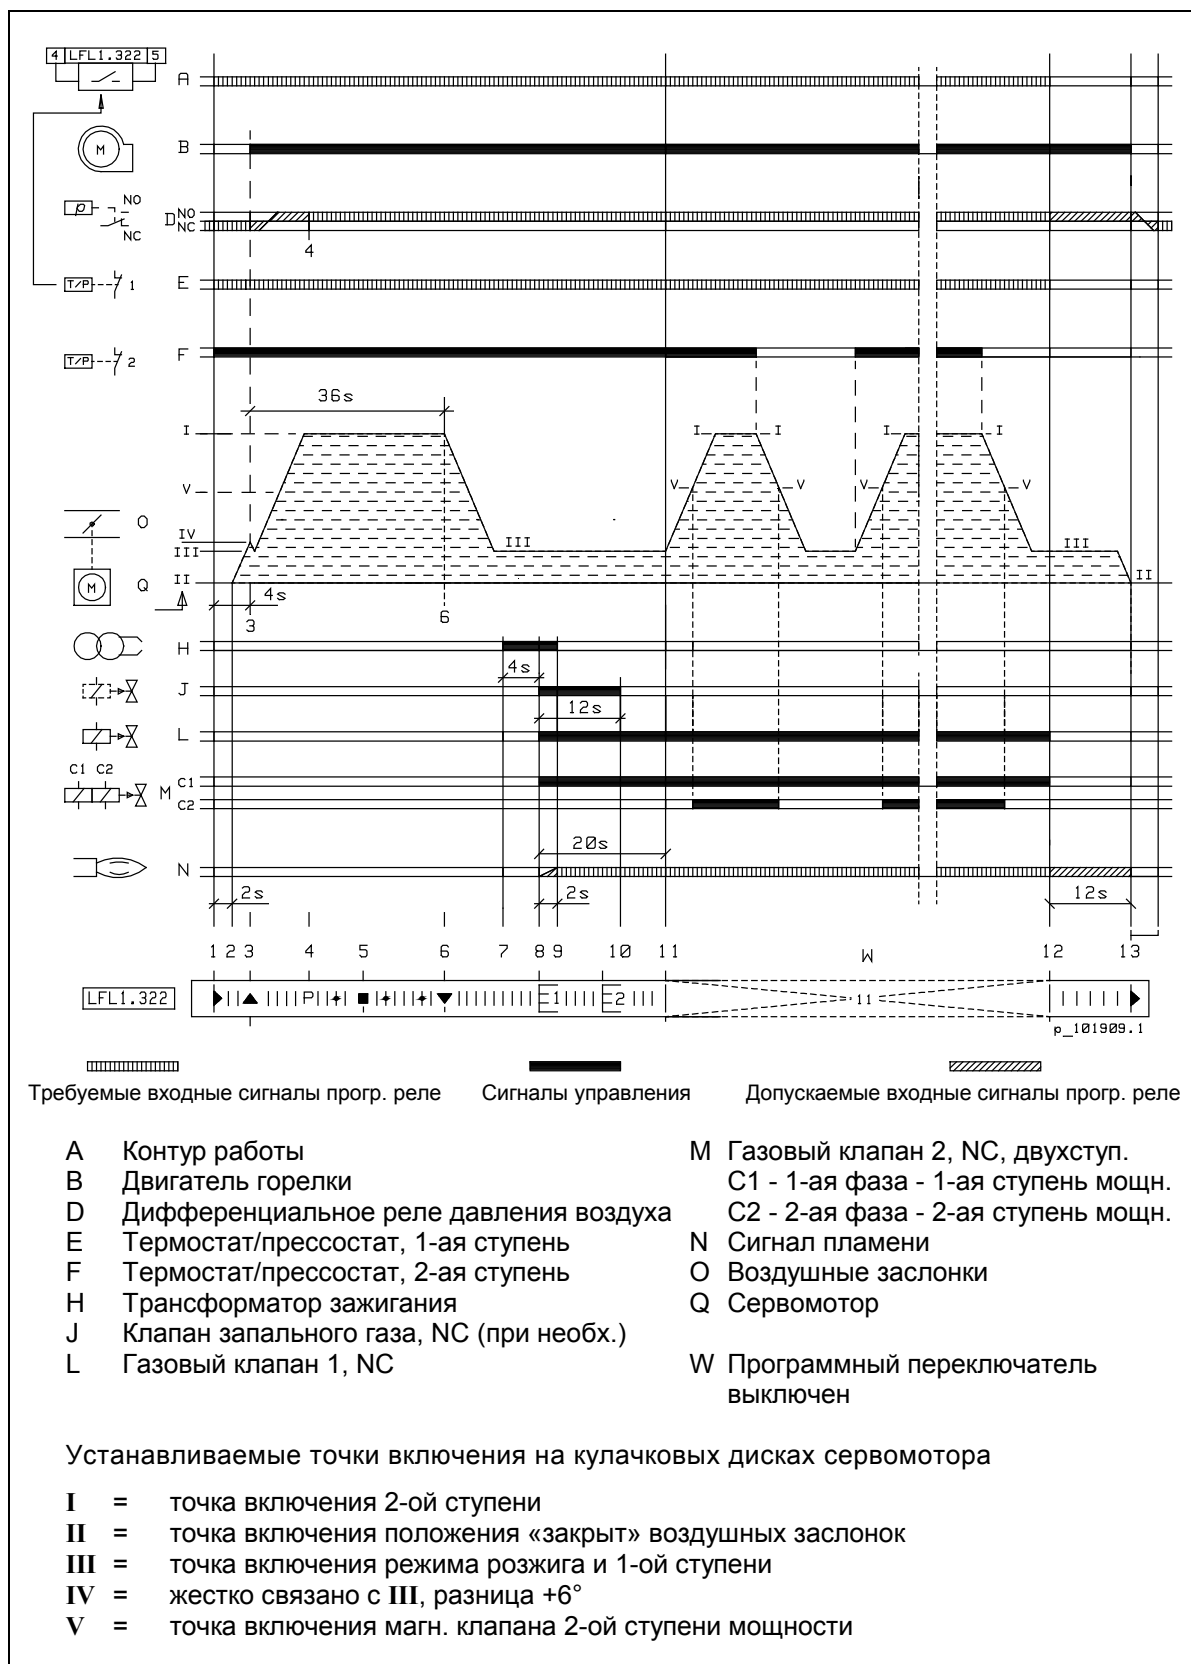 4 LFL1.322 5
A
M
B
p NO NC
D NO NC
4
T/P 1
E
T/P 2
F
36s
I I I I I
V V V V V
IV
III III III
O
M
Q II II
4s
3 6
H
4s
J
12s
L
C1 C2
M C1
C2
20s
N
2s 2s 12s
1 2 3 4 5 6 7 8 9 10 11 W 12 13
LFL1.322 P E1 E2 11
p_101909.1
Требуемые входные сигналы прогр. реле Сигналы управления Допускаемые входные сигналы прогр. реле
A Контур работы
B Двигатель горелки
D Дифференциальное реле давления воздуха
E Термостат/прессостат, 1-ая ступень
F Термостат/прессостат, 2-ая ступень
H Трансформатор зажигания
J Клапан запального газа, NC (при необх.)
L Газовый клапан 1, NC
M Газовый клапан 2, NC, двухступ.
C1 - 1-ая фаза - 1-ая ступень мощн.
C2 - 2-ая фаза - 2-ая ступень мощн.
N Сигнал пламени
O Воздушные заслонки
Q Сервомотор
W Программный переключатель
выключен
Устанавливаемые точки включения на кулачковых дисках сервомотора
I = точка включения 2-ой ступени
II = точка включения положения «закрыт» воздушных заслонок
III = точка включения режима розжига и 1-ой ступени
IV = жестко связано с III, разница +6°
V = точка включения магн. клапана 2-ой ступени мощности